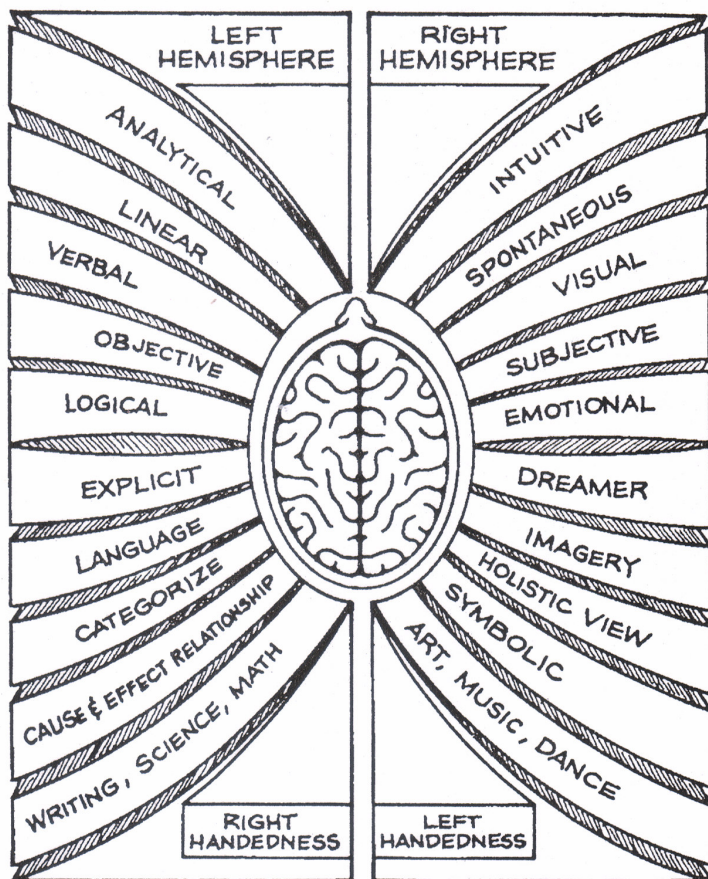 LEFT
HEMISPHERE
ANALYTICAL
LINEAR
VERBAL
OBJECTIVE
LOGICAL
EXPLICIT
LANGUAGE
CATEGORIZE
CAUSE & EFFECT RELATIONSHIP
WRITING, SCIENCE, MATH
RIGHT
HANDEDNESS
RIGHT
HEMISPHERE
INTUITIVE
SPONTANEOUS
VISUAL
SUBJECTIVE
EMOTIONAL
DREAMER
IMAGERY
HOLISTIC VIEW
SYMBOLIC
ART, MUSIC, DANCE
LEFT
HANDEDNESS